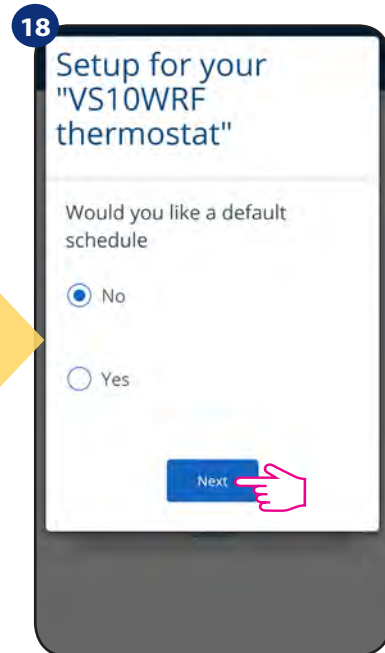 18
Setup for your
"VS10WRF
thermostat"
Would you like a default
schedule
No
Yes
Next